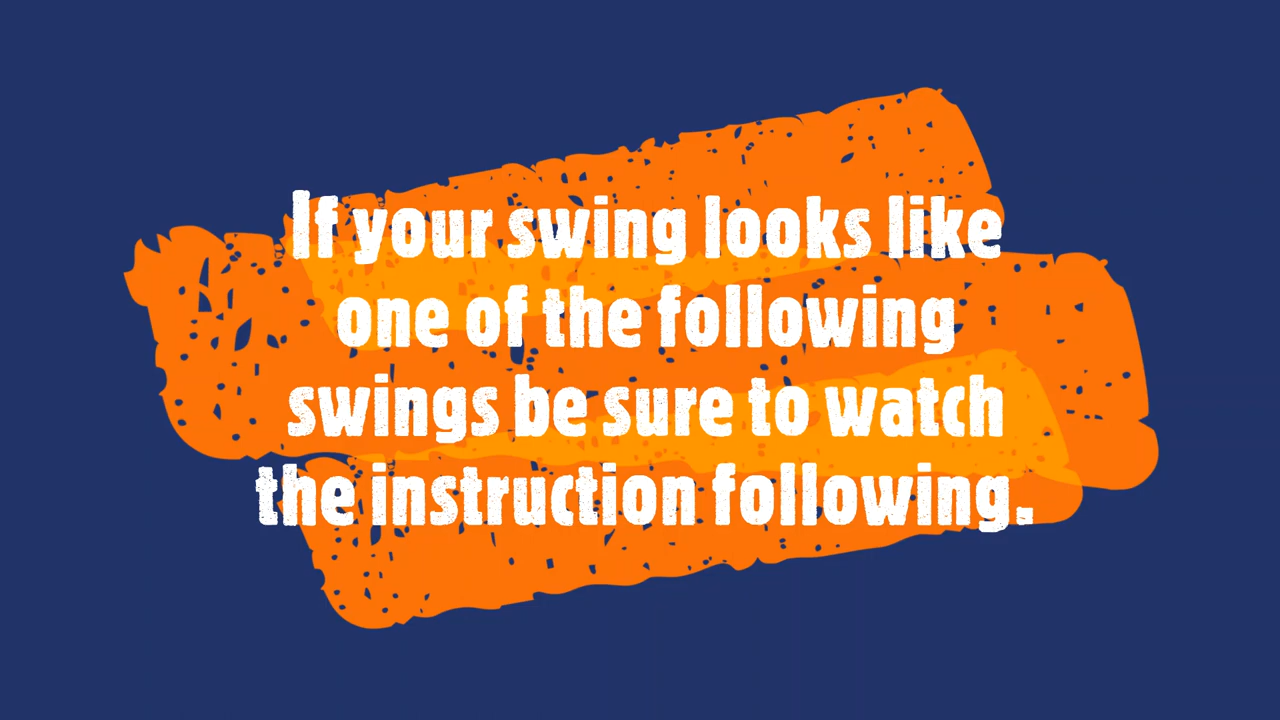 If your swing looks like
one of the following
swings be sure to watch
the instruction following.